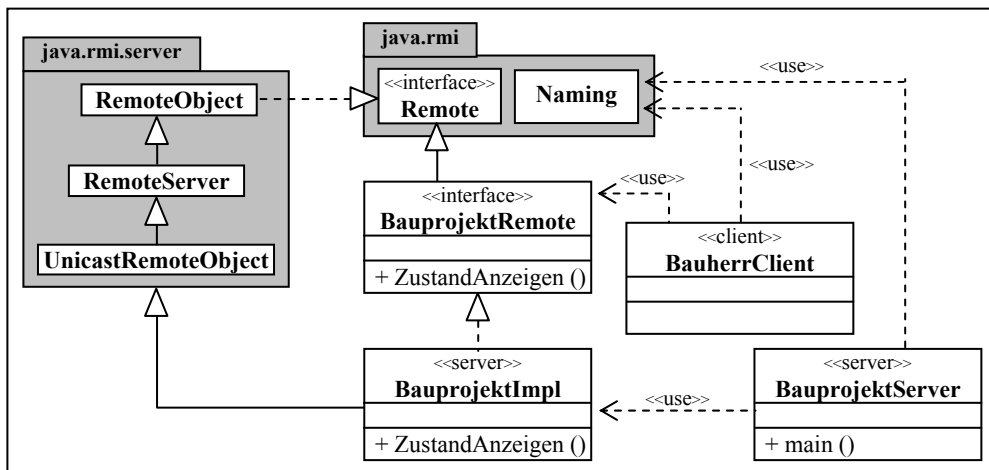 java.rmi.server
java.rmi
<<use>>
RemoteObject
<<interface>>
Remote
Naming
RemoteServer
<<use>>
<<interface>>
BauprojektRemote
<<use>>
UnicastRemoteObject
+ ZustandAnzeigen ()
<<client>>
BauherrClient
<<server>>
BauprojektImpl
<<use>>
<<server>>
BauprojektServer
+ ZustandAnzeigen ()
+ main ()